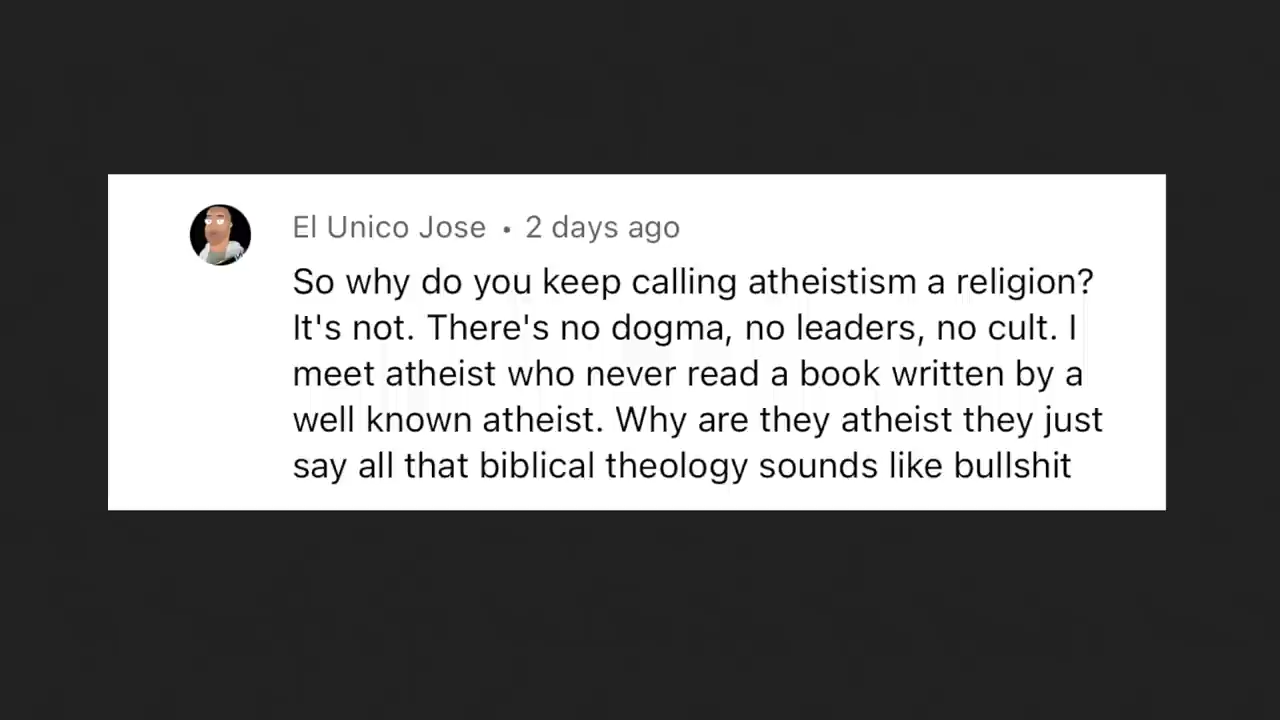 El Unico Jose • 2 days ago
So why do you keep calling atheistism a religion?
It's not. There's no dogma, no leaders, no cult. I
meet atheist who never read a book written by a
well known atheist. Why are they atheist they just
say all that biblical theology sounds like bullshit